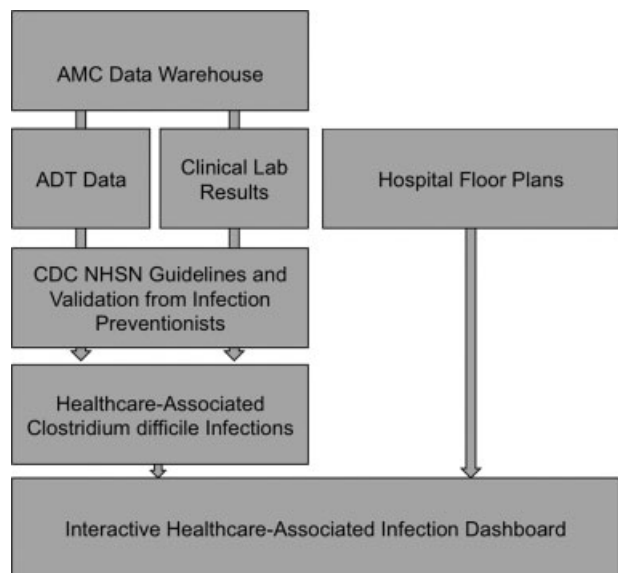 AMC Data Warehouse
ADT Data
Clinical Lab
Results
Hospital Floor Plans
CDC NHSN Guidelines and
Validation from Infection
Preventionists
Healthcare-Associated
Clostridium difficile Infections
Interactive Healthcare-Associated Infection Dashboard